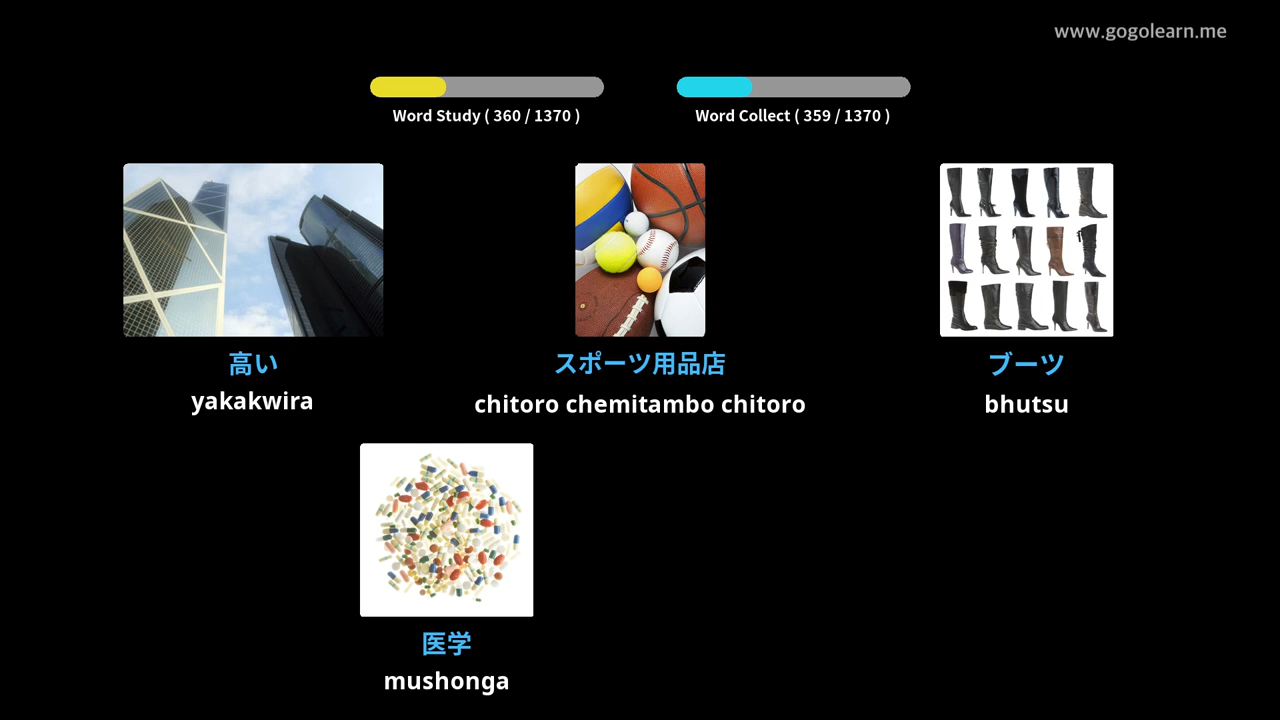 www.gogolearn.me
Word Study ( 360 / 1370 )
Word Collect ( 359 / 1370 )
高い
yakakwira
スポーツ用品店
chitoro chemitambo chitoro
ブーツ
bhutsu
医学
mushonga